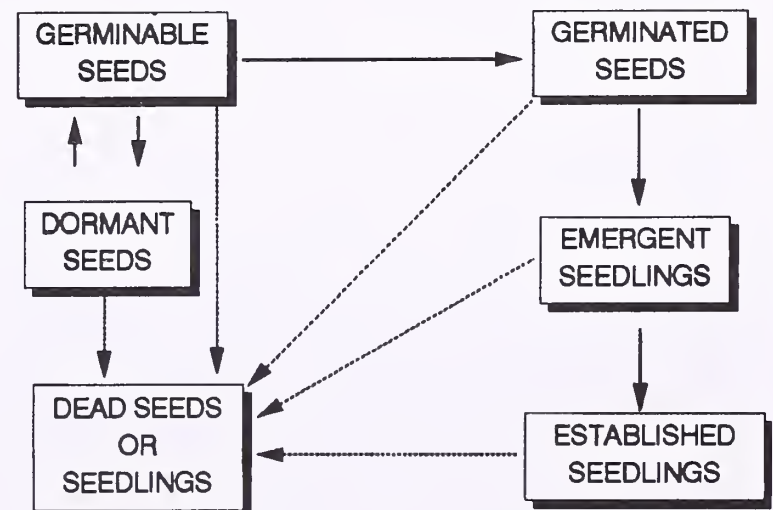 GERMINABLE
SEEDS
GERMINATED
SEEDS
DORMANT
SEEDS
EMERGENT
SEEDLINGS
DEAD SEEDS
OR
SEEDLINGS
ESTABLISHED
SEEDLINGS